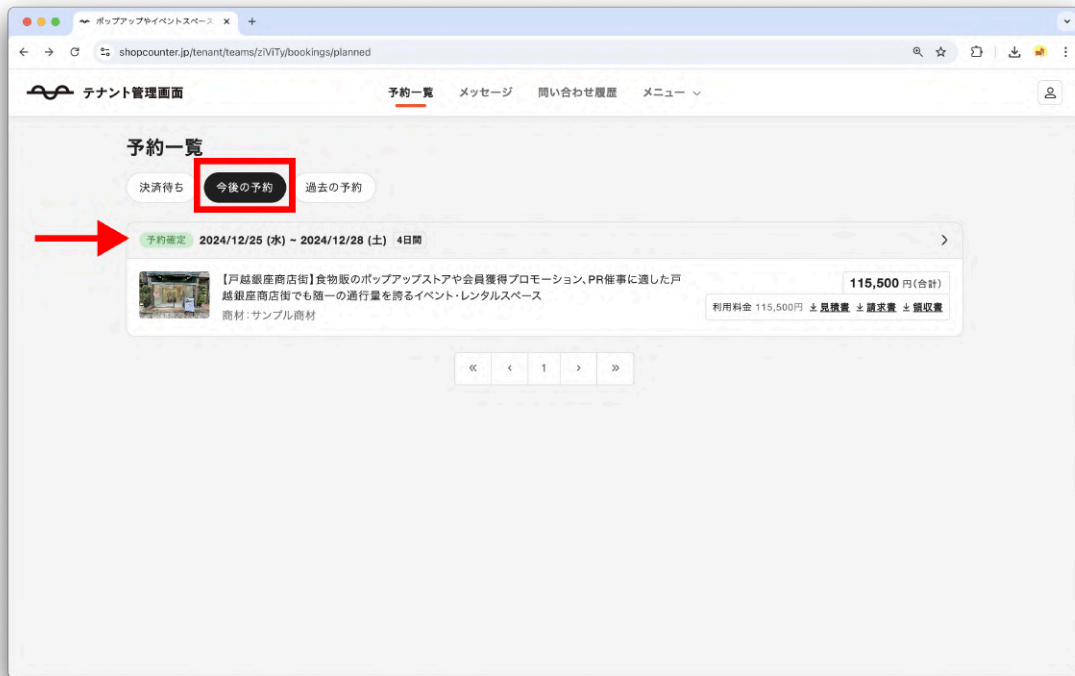 ポップアップやイベントスペース
shopcounter.jp/tenant/teams/ziViTy/bookings/planned
テナント管理画面
予約一覧 メッセージ 問い合わせ履歴 メニュー
予約一覧
決済待ち 今後の予約 過去の予約
予約確定 2024/12/25 (水) ~ 2024/12/28 (土) 4日間
【戸越銀座商店街】食物販のポップアップストアや会員獲得プロモーション、PR催事に適した戸
越銀座商店街でも随一の通行量を誇るイベント・レンタルスペース
商材：サンプル商材
115,500 円(合計)
利用料金 115,500円 見積書 請求書 領収書
« ‹ 1 › »